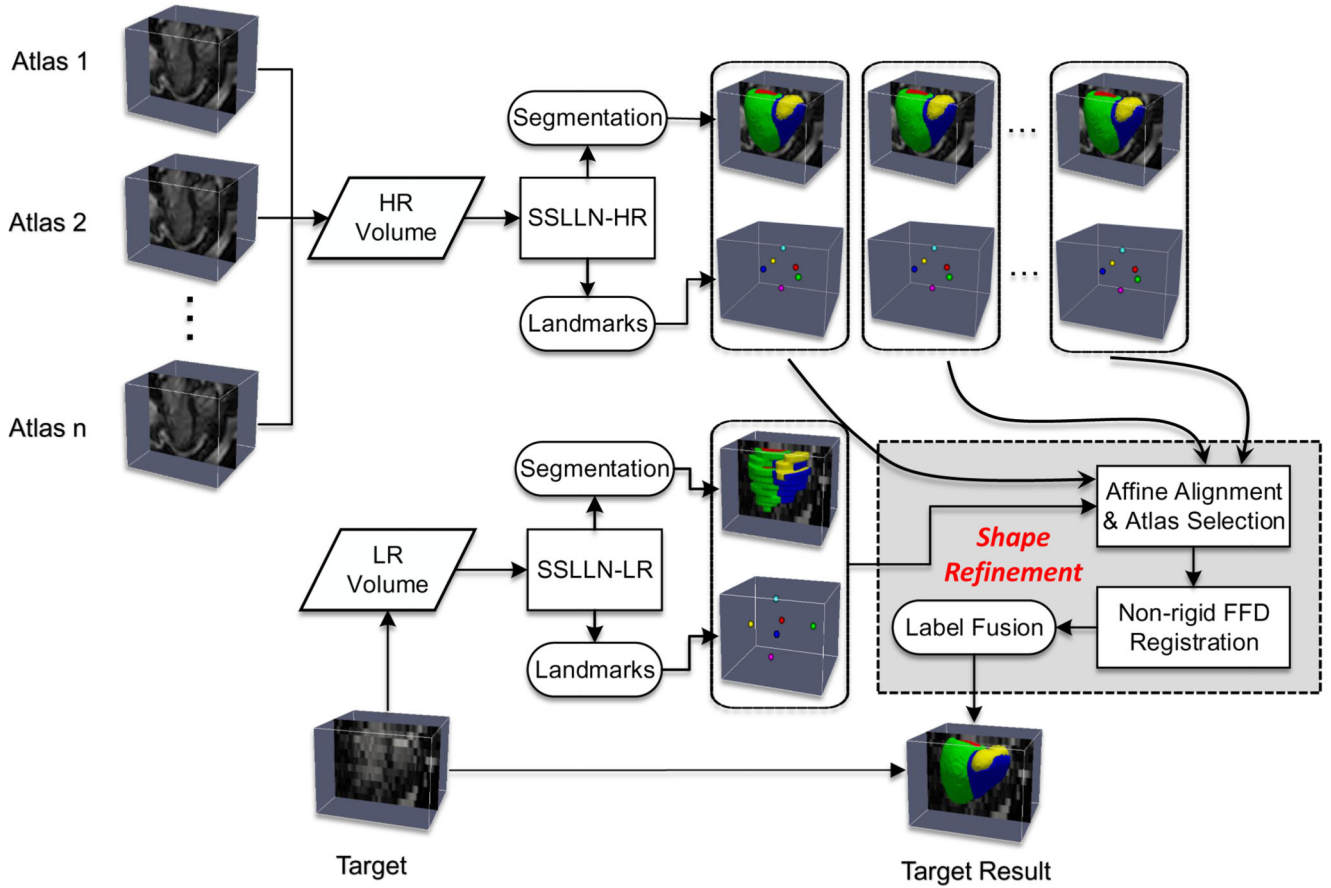 Atlas 1
Atlas 2
Atlas n
HR
Volume
Segmentation
SSLLN-HR
Landmarks
...
...
LR
Volume
Segmentation
SSLLN-LR
Landmarks
Shape
Refinement
Affine Alignment
& Atlas Selection
Non-rigid FFD
Registration
Label Fusion
Target
Target Result